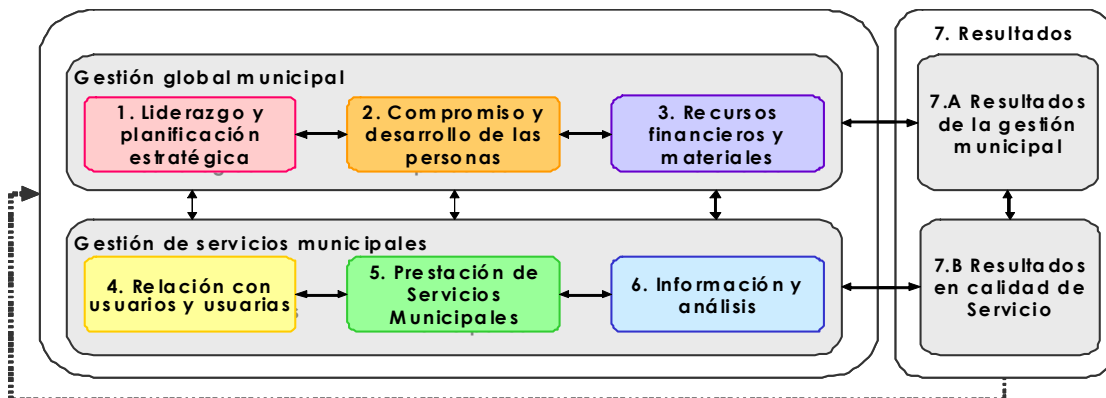 7. Resultados
Gestión global municipal
1. Liderazgo y
planificación
estratégica
2. Compromiso y
desarrollo de las
personas
3. Recursos
financieros y
materiales
7.A Resultados
de la gestión
municipal
Gestión de servicios municipales
4. Relación con
usuarios y usuarias
5. Prestación de
Servicios
Municipales
6. Información y
análisis
7.B Resultados
en calidad de
Servicio